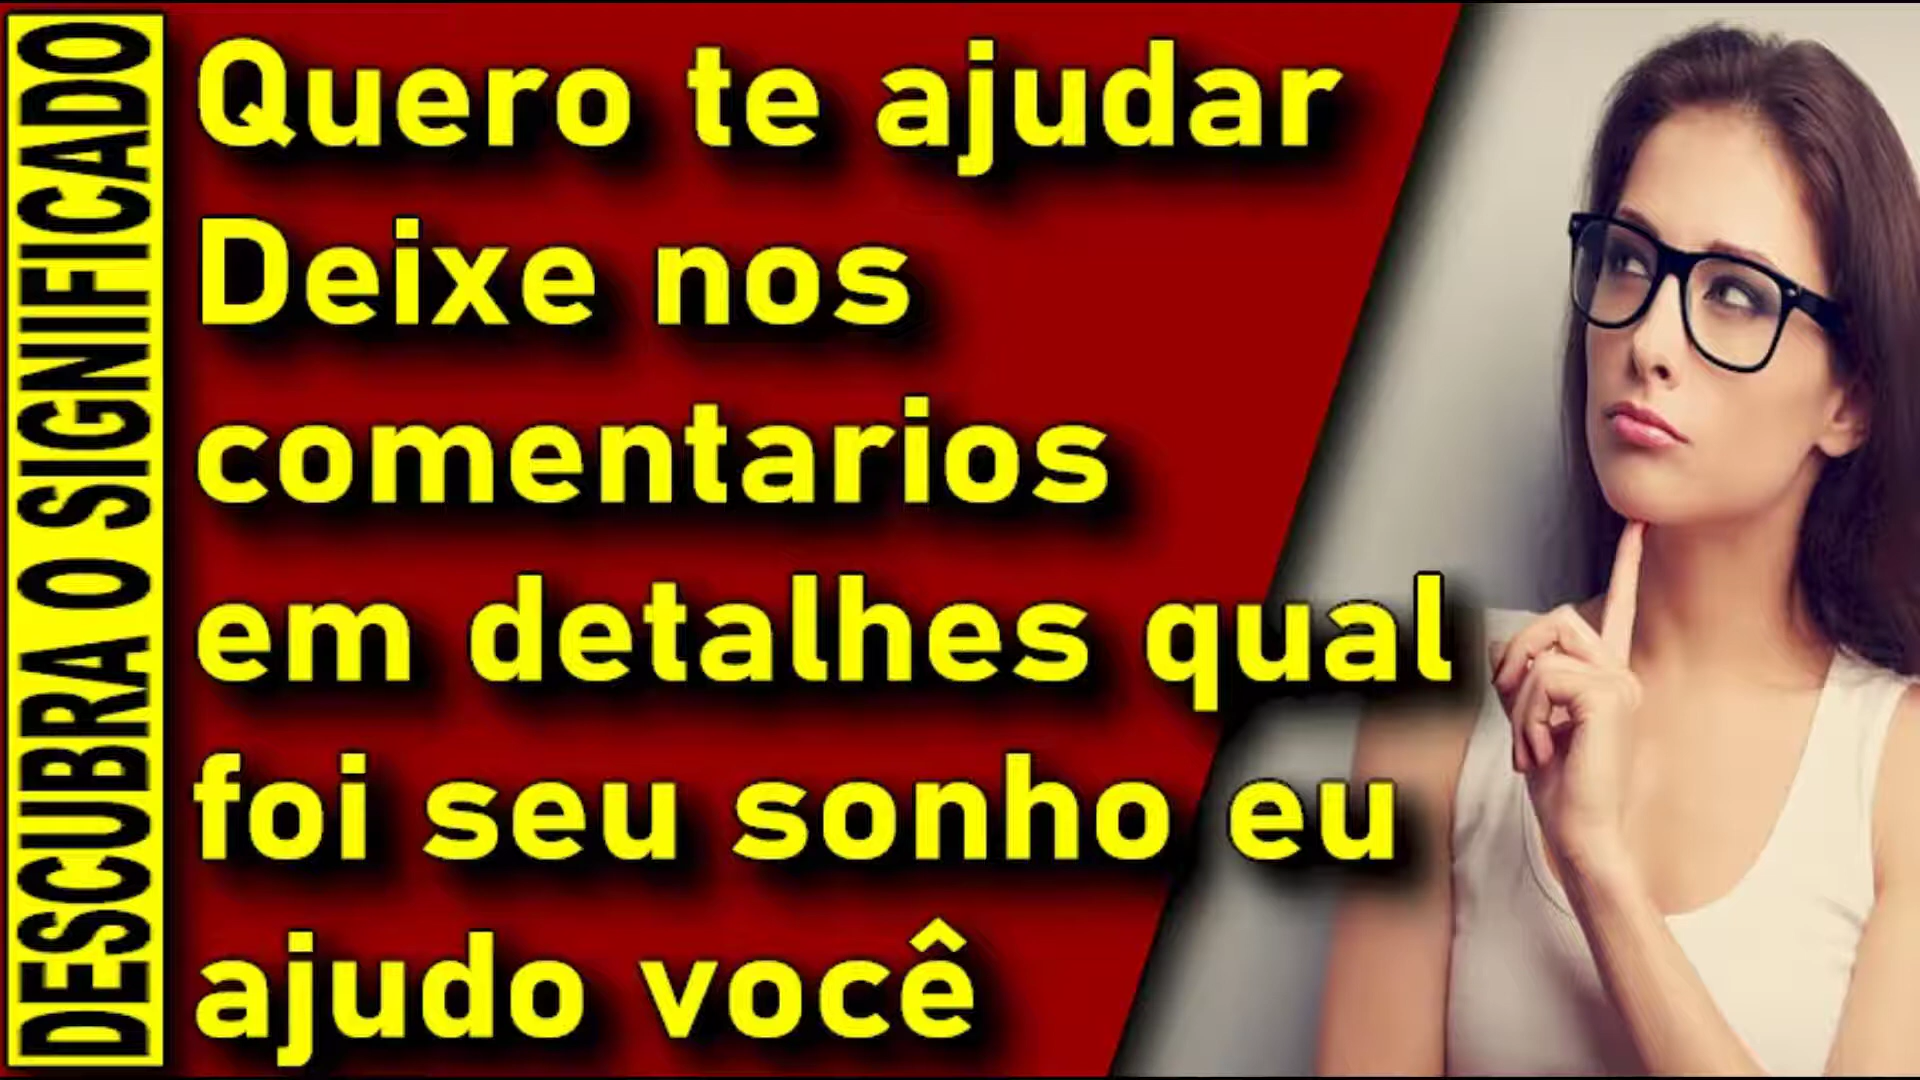 DESCUBRA O SIGNIFICADO
Quero te ajudar
Deixe nos
comentarios
em detalhes qual
foi seu sonho eu
ajudo você